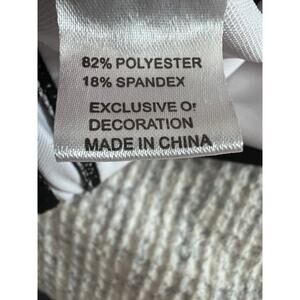 82% POLYESTER
18% SPANDEX
EXCLUSIVE OF
DECORATION
MADE IN CHINA